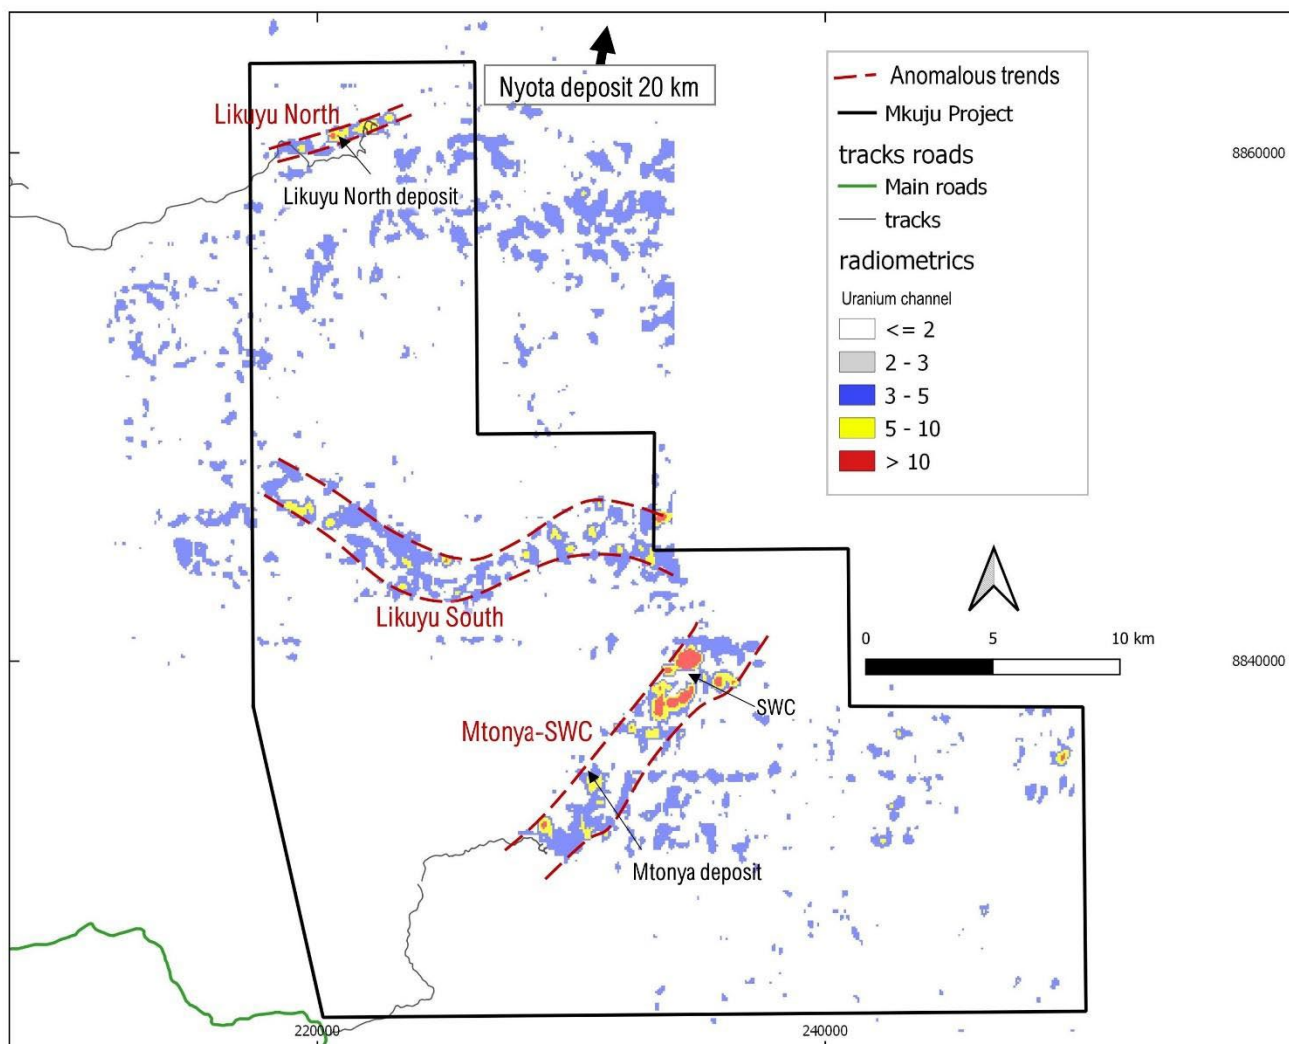 Nyota deposit 20 km
Likuyu North
Likuyu North deposit
Anomalous trends
Mkuju Project
tracks roads
Main roads
tracks
radiometrics
Uranium channel
<= 2
2 - 3
3 - 5
5 - 10
> 10
8860000
Likuyu South
0 5 10 km
8840000
SWC
Mtonya-SWC
Mtonya deposit
220000 240000